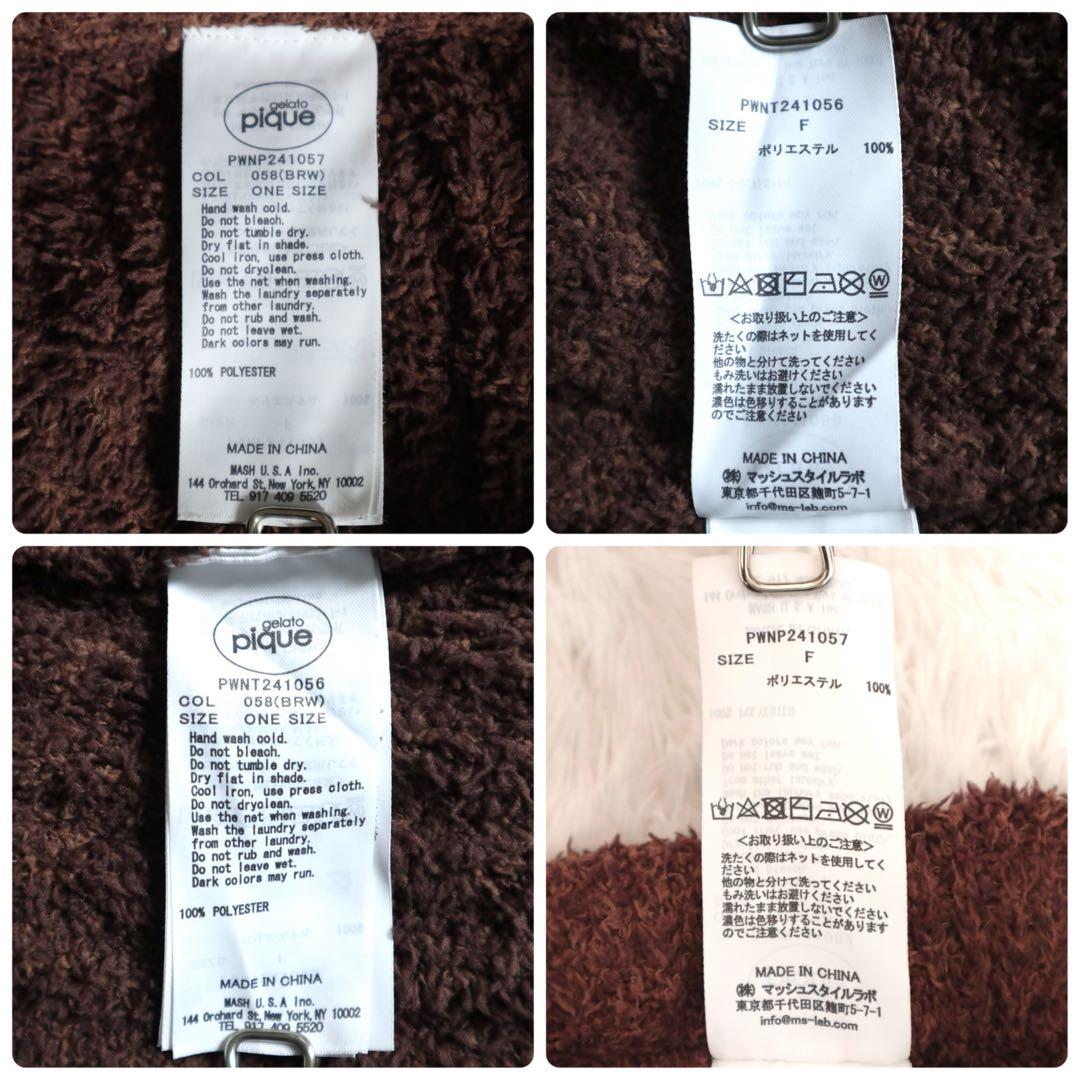 gelato
pique
PWNP241057
COL 058(BRW)
SIZE ONE SIZE
Hand wash cold.
Do not bleach.
Do not tumble dry.
Dry flat in shade.
Cool iron, use press cloth.
Do not dryclean.
Use the net when washing.
Wash the laundry separately
from other laundry.
Do not rub and wash.
Do not leave wet.
Dark colors may run.
100% POLYESTER
MADE IN CHINA
MASH U.S.A Inc.
144 Orchard St, New York, NY 10002
TEL 917 409 5520
PWNT241056
SIZE F
ポリエステル 100%
<お取り扱い上のご注意>
洗たくの際はネットを使用してく
ださい
他の物と分けて洗ってください
もみ洗いはお避けください
濡れたまま放置しないでください
濃色は色移りすることがあります
のでご注意ください
MADE IN CHINA
㈱ マッシュスタイルラボ
東京都千代田区麹町5-7-1
info@ms-lab.com
gelato
pique
PWNT241056
COL 058(BRW)
SIZE ONE SIZE
Hand wash cold.
Do not bleach.
Do not tumble dry.
Dry flat in shade.
Cool iron, use press cloth.
Do not dryclean.
Use the net when washing.
Wash the laundry separately
from other laundry.
Do not rub and wash.
Do not leave wet.
Dark colors may run.
100% POLYESTER
MADE IN CHINA
MASH U.S.A Inc.
144 Orchard St, New York, NY 10002
TEL 917 409 5520
PWNP241057
SIZE F
ポリエステル 100%
<お取り扱い上のご注意>
洗たくの際はネットを使用してく
ださい
他の物と分けて洗ってください
もみ洗いはお避けください
濡れたまま放置しないでください
濃色は色移りすることがあります
のでご注意ください
MADE IN CHINA
㈱ マッシュスタイルラボ
東京都千代田区麹町5-7-1
info@ms-lab.com